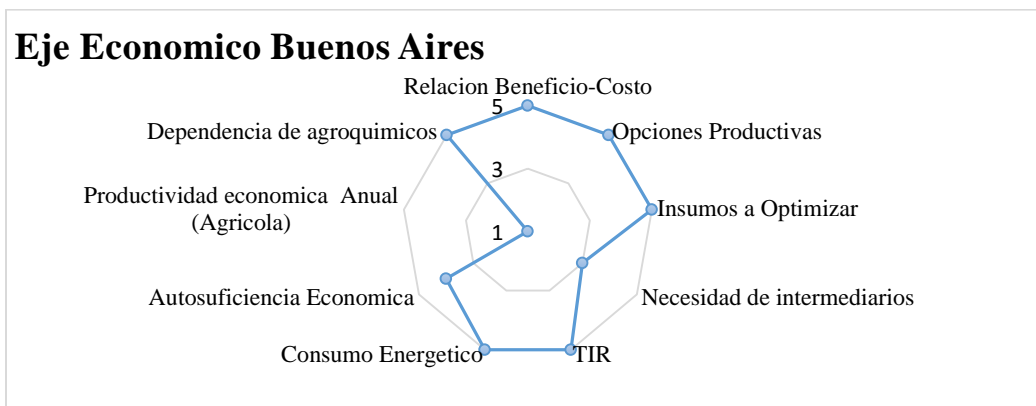 Eje Economico Buenos Aires
Relacion Beneficio-Costo
5
Dependencia de agroquimicos
Opciones Productivas
3
Productividad economica Anual
(Agricola)
Insumos a Optimizar
1
Autosuficiencia Economica
Necesidad de intermediarios
Consumo Energetico
TIR